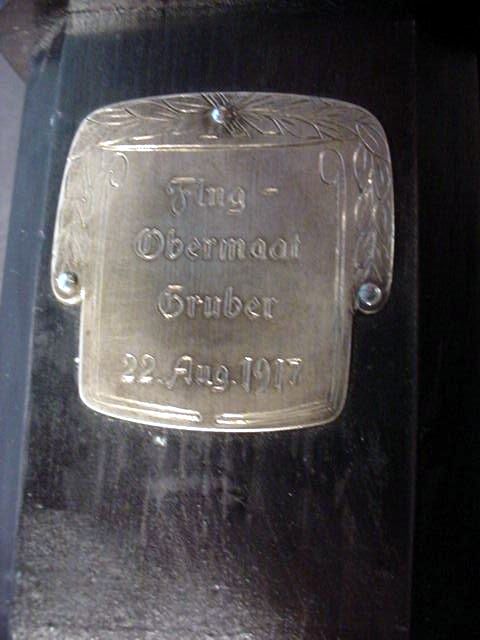 Flug-
Obermaat
Gruber
22. Aug. 1917